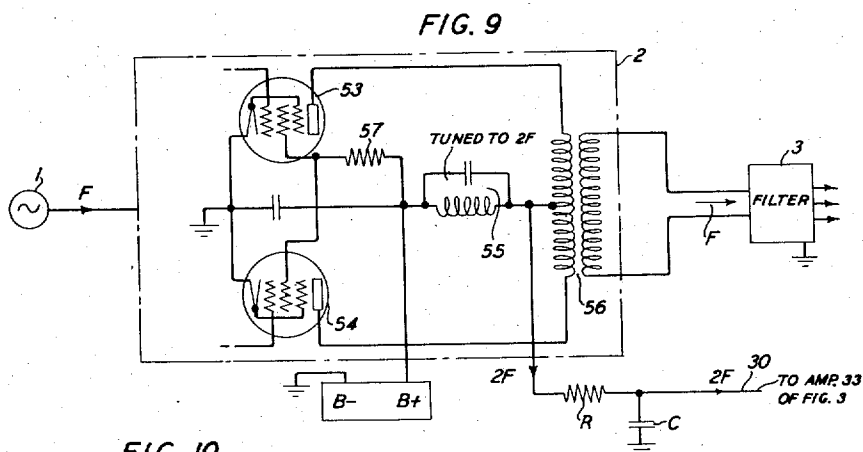 FIG. 9
2
53
57
TUNED TO 2F
1
F
3
FILTER
F
55
56
54
2F
B- B+
R
C
2F
30
TO AMP. 33
OF FIG. 3
FIG. 10